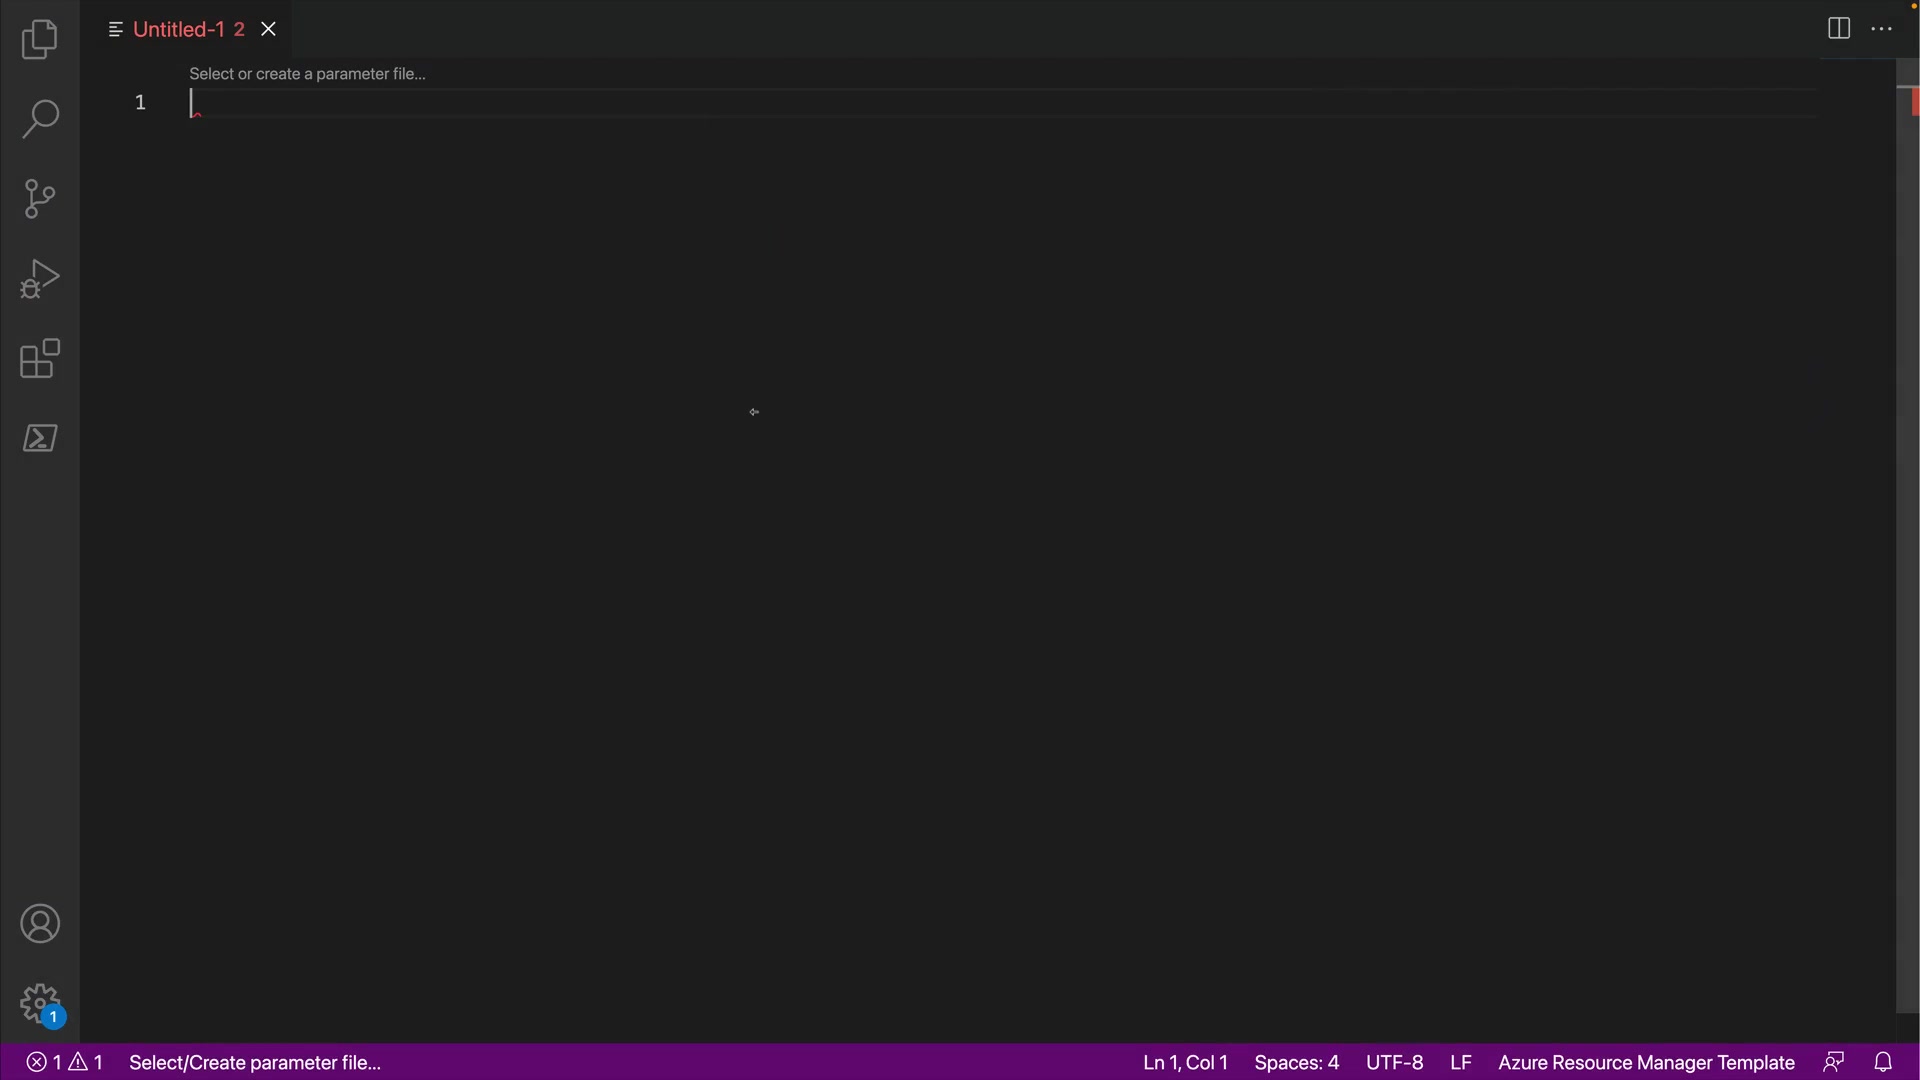 Untitled-1 2
Select or create a parameter file...
1
1
1 1 Select/Create parameter file... Ln 1, Col 1 Spaces: 4 UTF-8 LF Azure Resource Manager Template